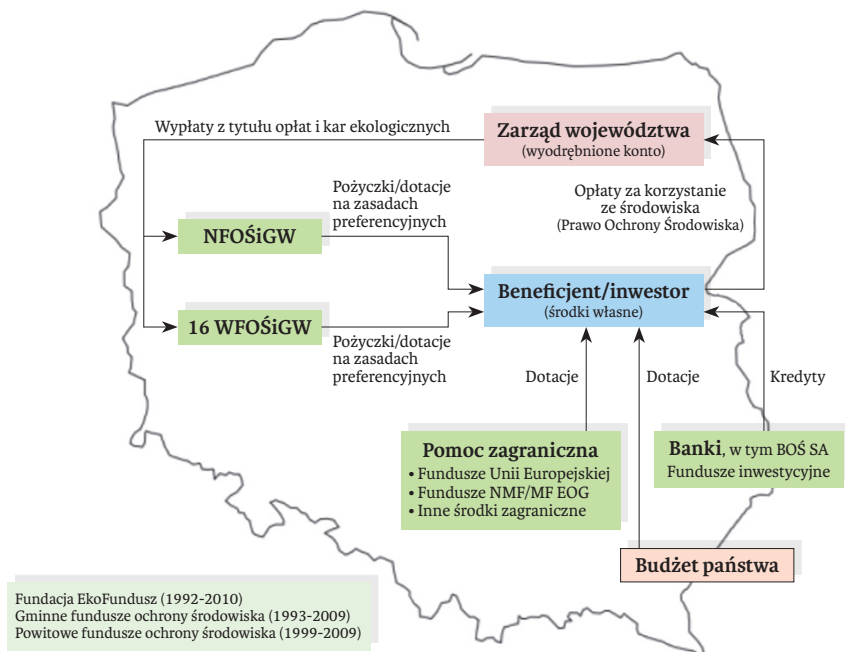 Wypłaty z tytułu opłat i kar ekologicznych
Zarząd województwa
(wyodrębnione konto)
Pożyczki/dotacje
na zasadach
preferencyjnych
Opłaty za korzystanie
ze środowiska
(Prawo Ochrony Środowiska)
NFOŚiGW
Beneficjent/inwestor
(środki własne)
16 WFOŚiGW
Pożyczki/dotacje
na zasadach
preferencyjnych
Dotacje
Dotacje
Kredyty
Pomoc zagraniczna
• Fundusze Unii Europejskiej
• Fundusze NMF/MF EOG
• Inne środki zagraniczne
Banki, w tym BOŚ SA
Fundusze inwestycyjne
Budżet państwa
Fundacja EkoFundusz (1992-2010)
Gminne fundusze ochrony środowiska (1993-2009)
Powitowe fundusze ochrony środowiska (1999-2009)